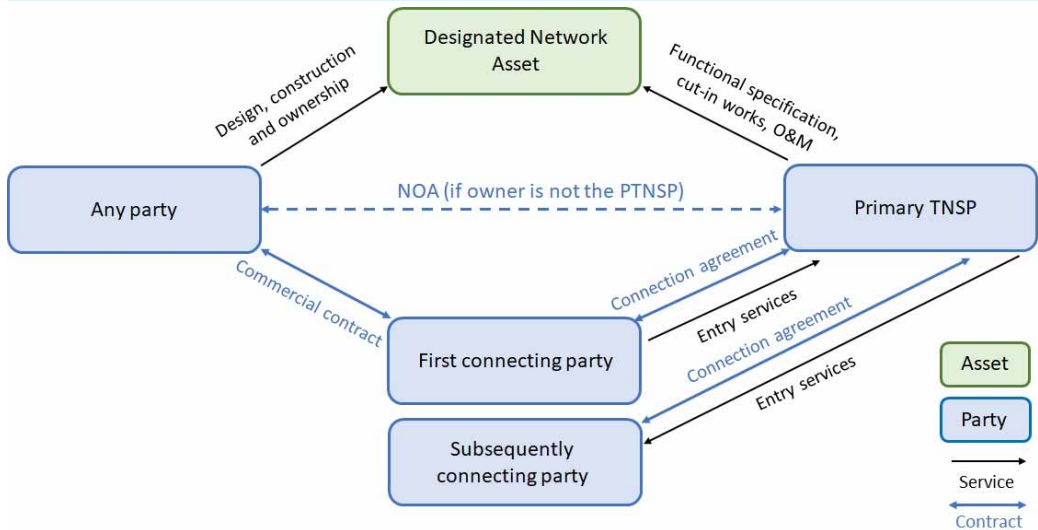 Designated Network
Asset
Design, construction
and ownership
Functional specification,
cut-in works, O&M
Any party
NOA (if owner is not the PTNSP)
Primary TNSP
Commercial contract
Connection agreement
Entry services
First connecting party
Connection agreement
Entry services
Subsequently
connecting party
Asset
Party
Service
Contract